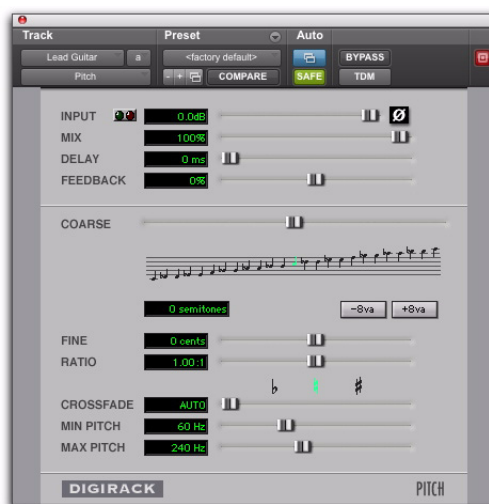 Track Preset Auto
Lead Guitar a <factory default> BYPASS
Pitch - + COMPARE SAFE TDM
INPUT 0.0dB Ø
MIX 100%
DELAY 0 ms
FEEDBACK 0%
COARSE
0 semitones -8va +8va
FINE 0 cents
RATIO 1.00:1
♭ ♯
CROSSFADE AUTO
MIN PITCH 60 Hz
MAX PITCH 240 Hz
DIGIRACK PITCH